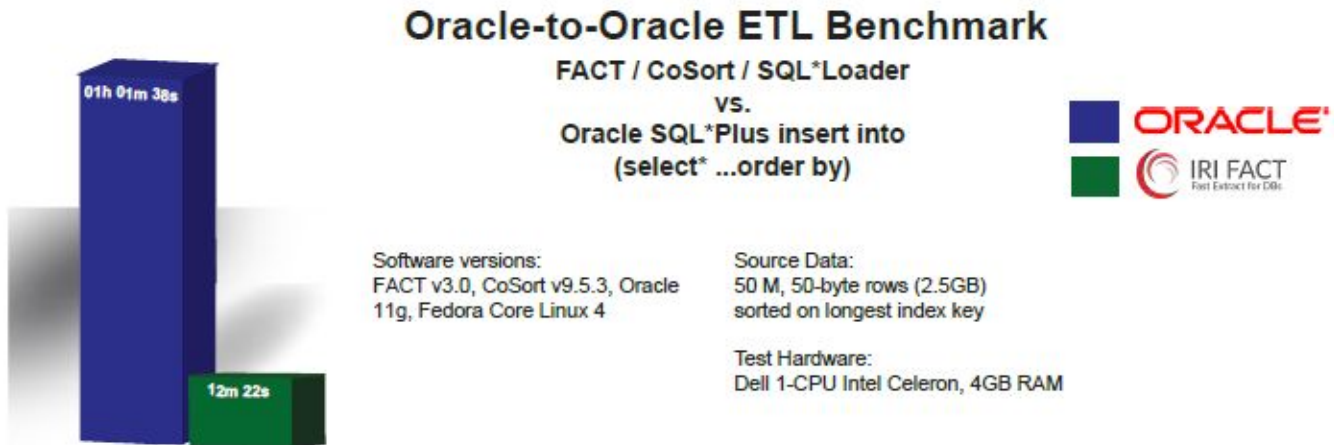 Oracle-to-Oracle ETL Benchmark
FACT / CoSort / SQL*Loader
vs.
Oracle SQL*Plus insert into
(select* ...order by)
01h 01m 38s
12m 22s
ORACLE
IRI FACT
Fast Extract for DBs
Software versions:
FACT v3.0, CoSort v9.5.3, Oracle
11g, Fedora Core Linux 4
Source Data:
50 M, 50-byte rows (2.5GB)
sorted on longest index key
Test Hardware:
Dell 1-CPU Intel Celeron, 4GB RAM